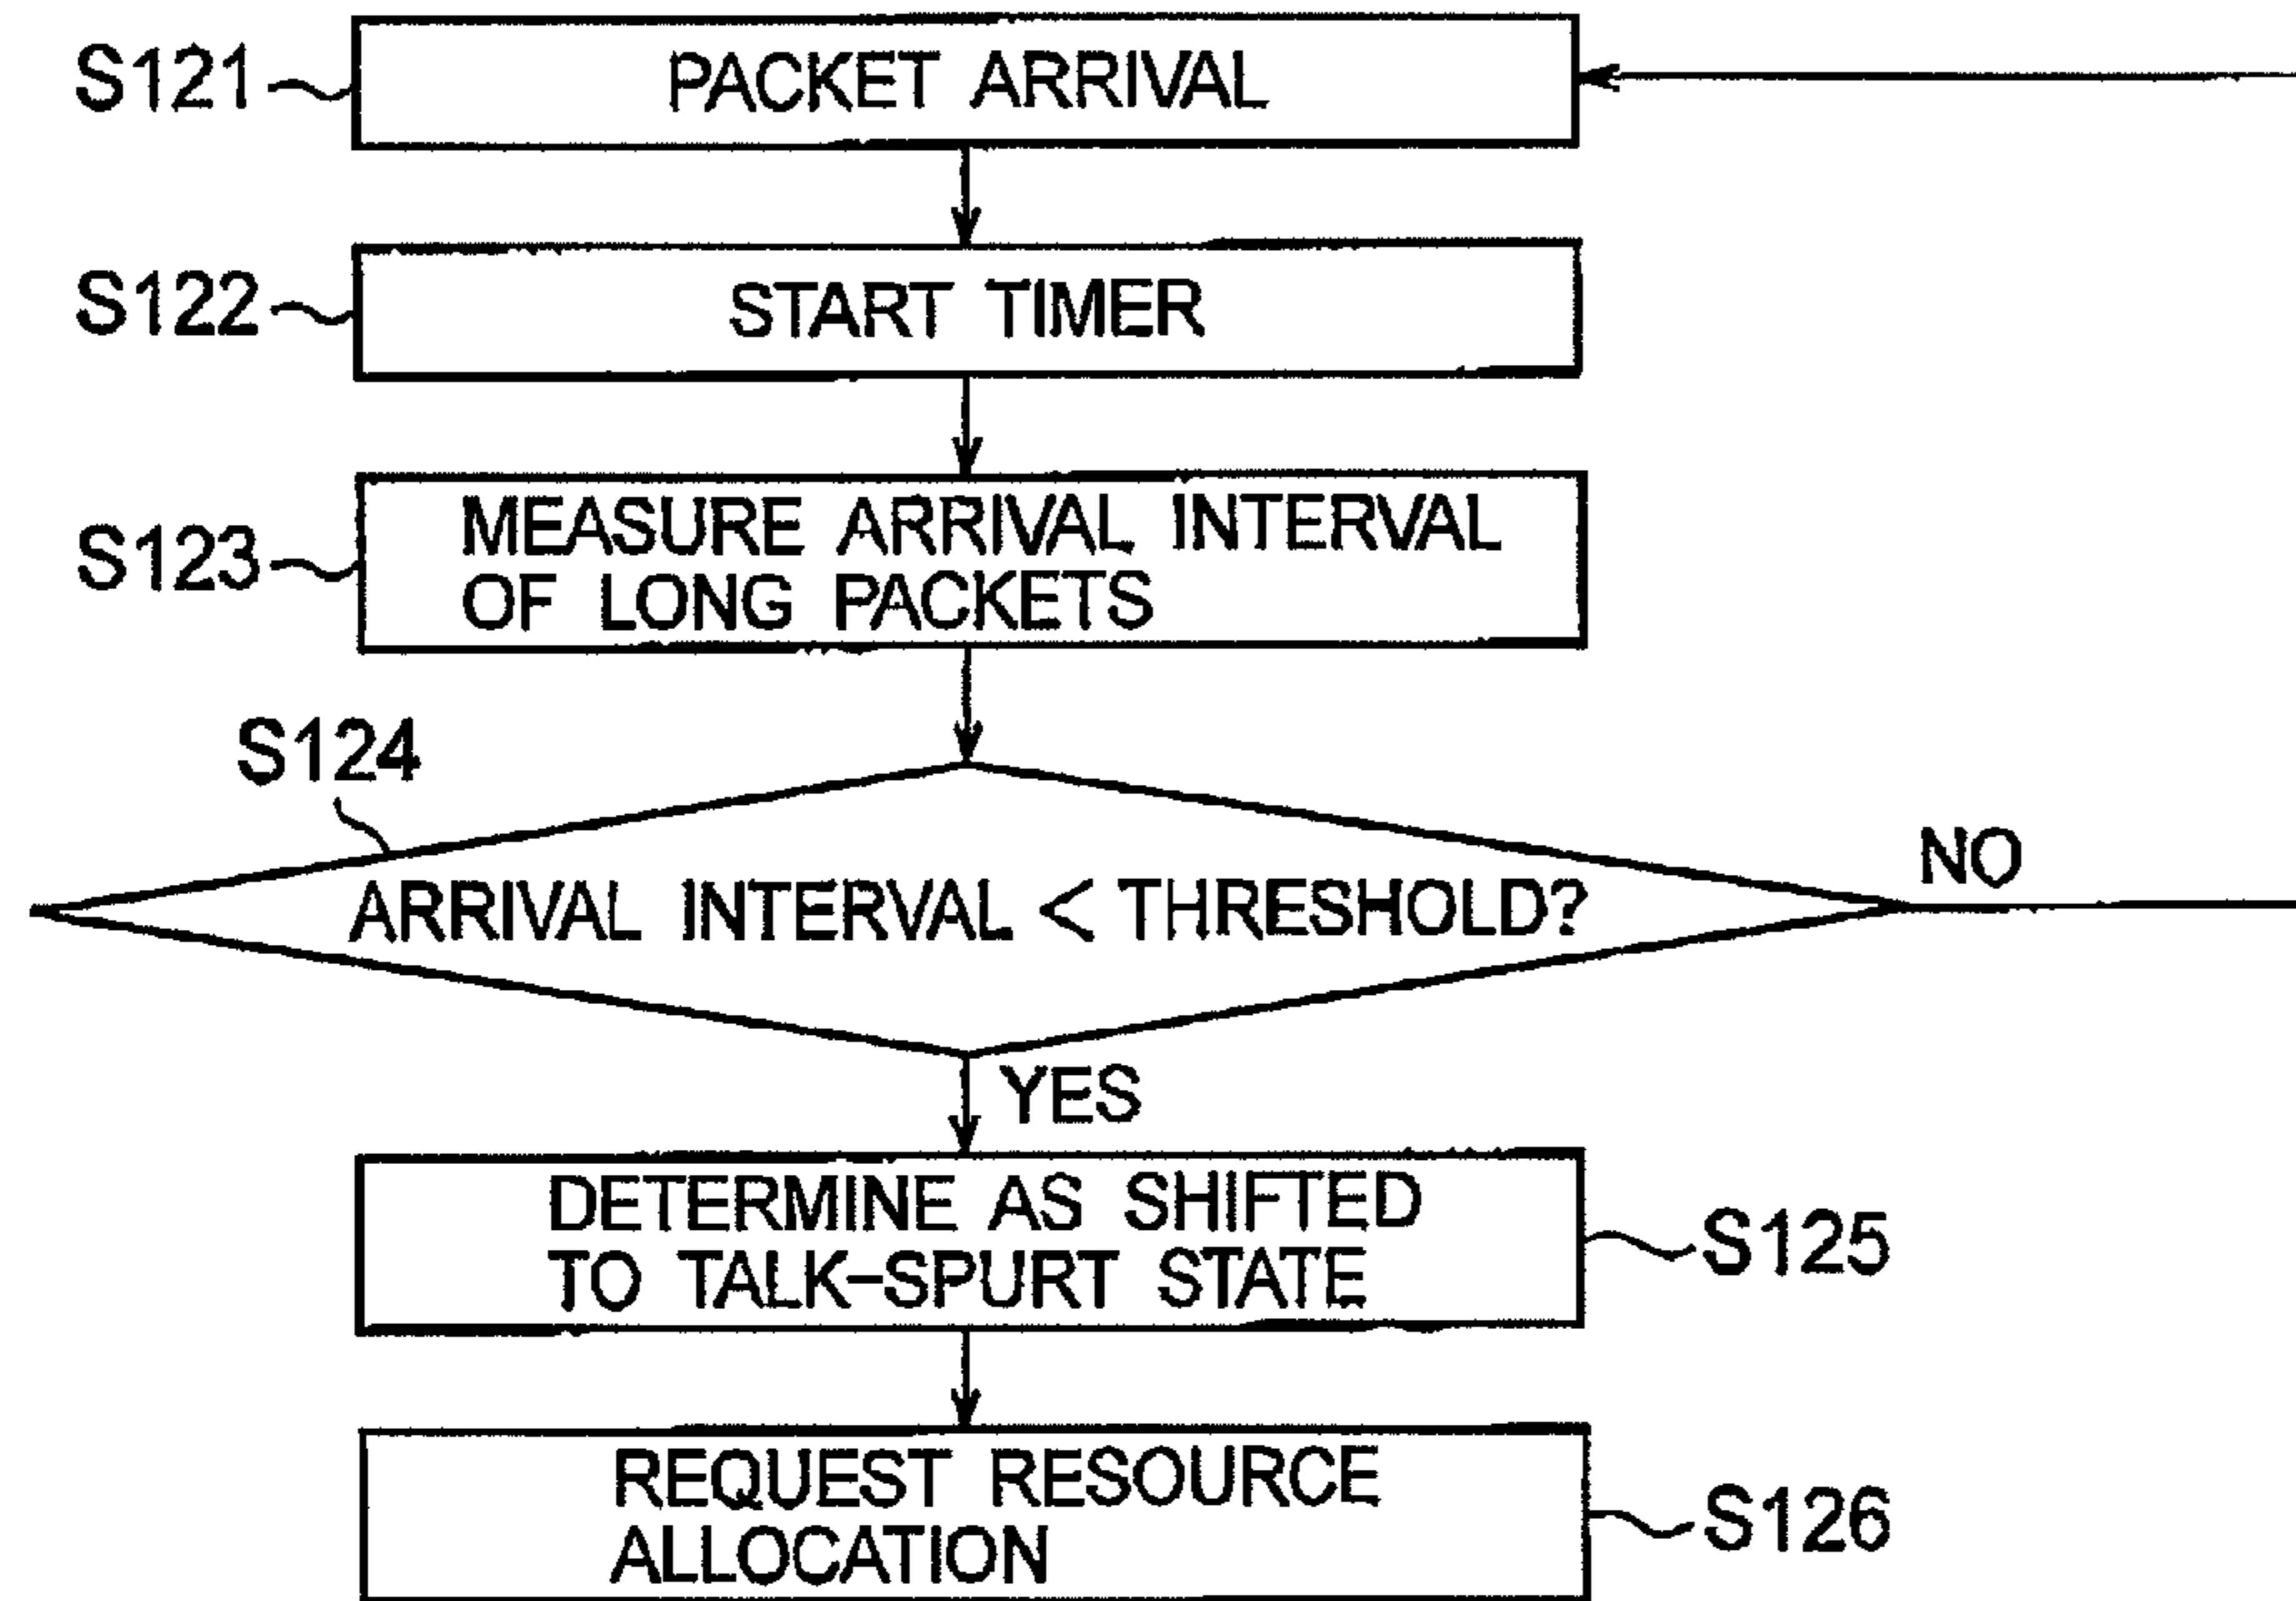 S121
PACKET ARRIVAL
S122
START TIMER
S123
MEASURE ARRIVAL INTERVAL
OF LONG PACKETS
S124
ARRIVAL INTERVAL < THRESHOLD?
NO
YES
DETERMINE AS SHIFTED
TO TALK-SPURT STATE
S125
REQUEST RESOURCE
ALLOCATION
S126